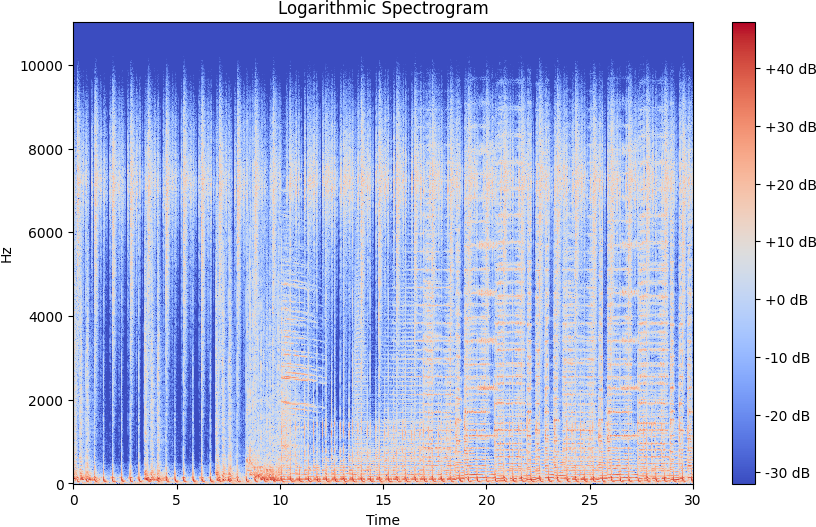 Logarithmic Spectrogram
Hz
10000
8000
6000
4000
2000
0
0 5 10 15 20 25 30
Time
+40 dB
+30 dB
+20 dB
+10 dB
+0 dB
-10 dB
-20 dB
-30 dB